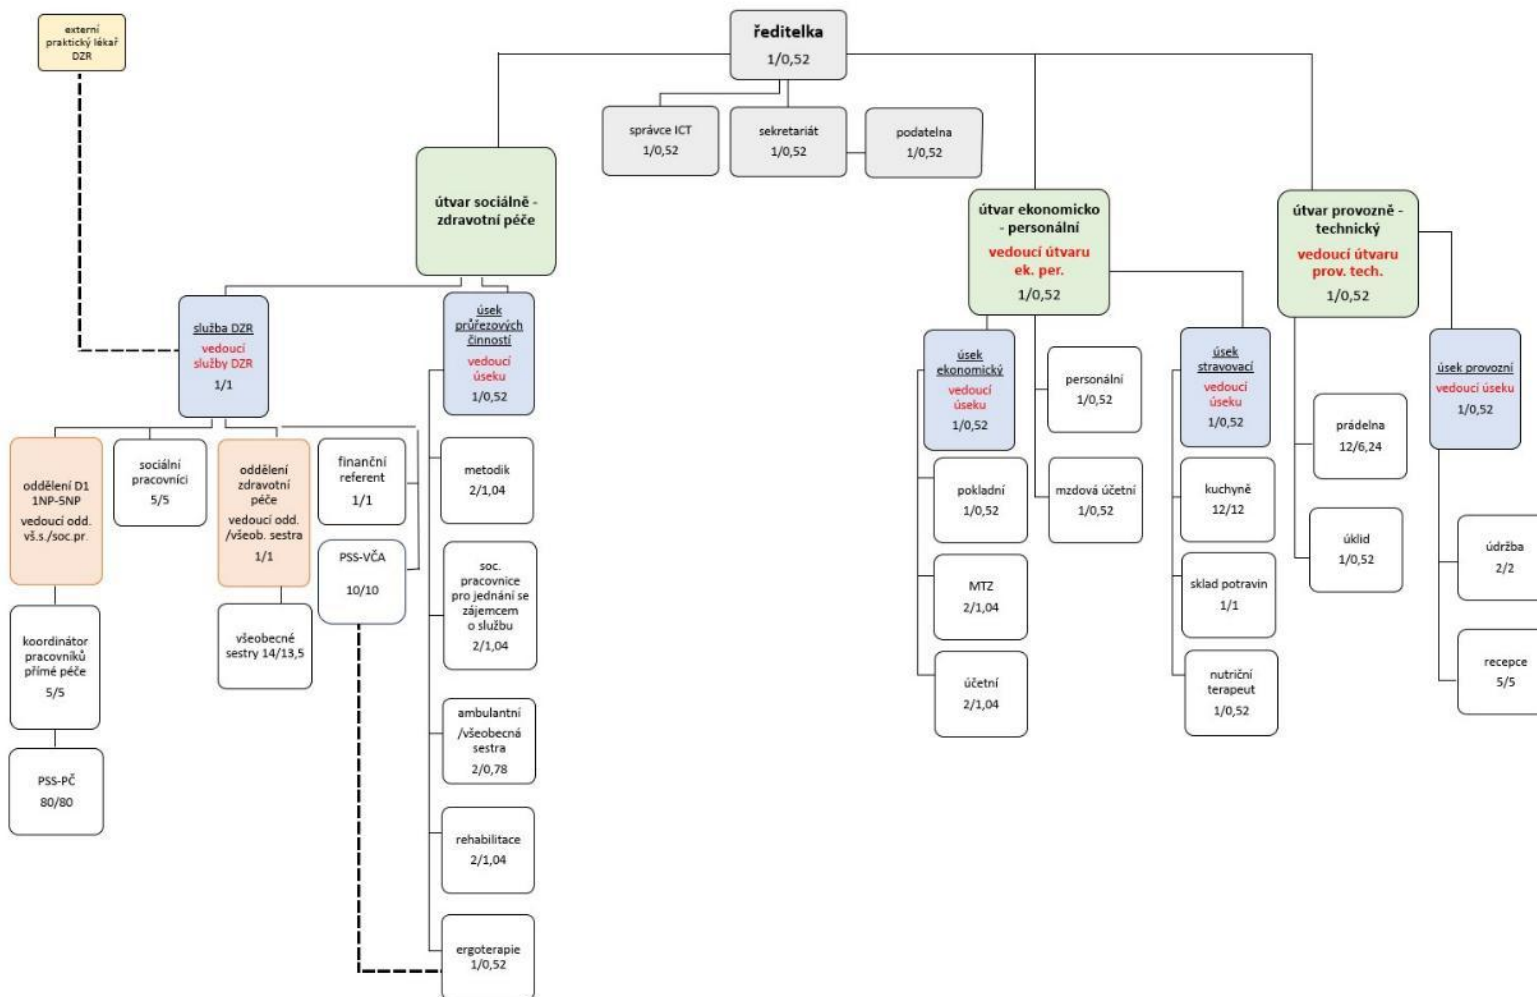 externí
praktický lékař
DZR
ředitelka
1/0,52
správce ICT
1/0,52
sekretariát
1/0,52
podatelna
1/0,52
útvar sociálně -
zdravotní péče
útvar ekonomicko
- personální
vedoucí útvaru
ek. per.
1/0,52
útvar provozně -
technický
vedoucí útvaru
prov. tech.
1/0,52
služba DZR
vedoucí
služby DZR
1/1
úsek
průřezových
činností
vedoucí
úseku
1/0,52
úsek
ekonomický
vedoucí
úseku
1/0,52
personální
1/0,52
úsek
stravovací
vedoucí
úseku
1/0,52
úsek provozní
vedoucí úseku
1/0,52
oddělení D1
1NP-5NP
vedoucí odd.
vš.s./soc.pr.
sociální
pracovníci
5/5
oddělení
zdravotní
péče
vedoucí odd.
/všeob. sestra
1/1
finanční
referent
1/1
PSS-VČA
10/10
metodik
2/1,04
pokladní
1/0,52
mzdová účetní
1/0,52
kuchyně
12/12
prádelna
12/6,24
úklid
1/0,52
údržba
2/2
koordinátor
pracovníků
přímé péče
5/5
všeobecné
sestry 14/13,5
soc.
pracovnice
pro jednání se
zájemcem
o službu
2/1,04
MTZ
2/1,04
sklad potravin
1/1
recepce
5/5
účetní
2/1,04
nutriční
terapeut
1/0,52
PSS-PČ
80/80
ambulantní
/všeobecná
sestra
2/0,78
rehabilitace
2/1,04
ergoterapie
1/0,52